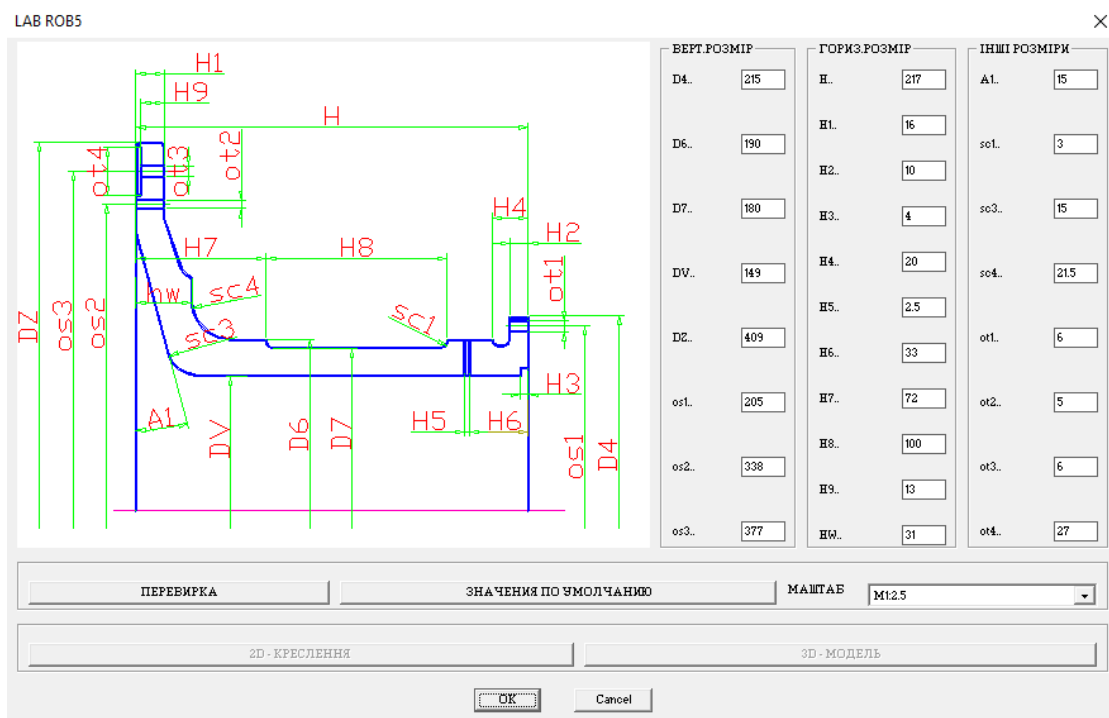 LAB ROB5
H1
H9
H
ot2
ot4
ot3
H4
H2
H7
H8
ot1
hw
sc4
sc1
sc3
DZ
os3
os2
H3
A1
H5
H6
DV
D6
D7
os1
D4
ВЕРТ.РОЗМІР
D4.. 215
D6.. 190
D7.. 180
DV.. 149
DZ.. 409
os1.. 205
os2.. 338
os3.. 377
ГОРИЗ.РОЗМІР
H.. 217
H1.. 16
H2.. 10
H3.. 4
H4.. 20
H5.. 2.5
H6.. 33
H7.. 72
H8.. 100
H9.. 13
HW.. 31
ІНШІ РОЗМІРИ
A1.. 15
sc1.. 3
sc3.. 15
sc4.. 21.5
ot1.. 6
ot2.. 5
ot3.. 6
ot4.. 27
ПЕРЕВИРКА
ЗНАЧЕНИЯ ПО УМОЛЧАНИЮ
МАШТАБ
M1:2.5
2D - КРЕСЛЕННЯ
3D - МОДЕЛЬ
OK
Cancel